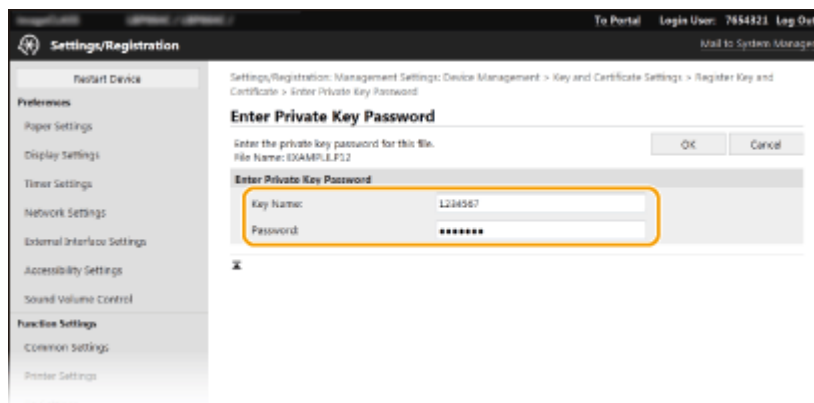 To Portal Login User: 7654321 Log Out
Settings/Registration
Mail to System Manager
Restart Device
Preferences
Paper Settings
Display Settings
Timer Settings
Network Settings
External Interface Settings
Accessibility Settings
Sound Volume Control
Function Settings
Common Settings
Printer Settings
Settings/Registration: Management Settings: Device Management > Key and Certificate Settings > Register Key and
Certificate > Enter Private Key Password
Enter Private Key Password
Enter the private key password for this file.
File Name: EXAMPLE.P12
OK Cancel
Enter Private Key Password
Key Name: 1234567
Password: •••••••